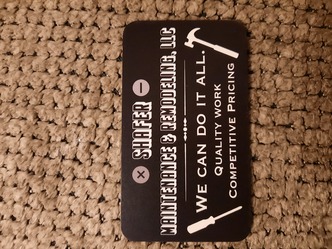 SHAFER
MAINTENANCE & REMODELING, LLC
WE CAN DO IT ALL.
QUALITY WORK
COMPETITIVE PRICING